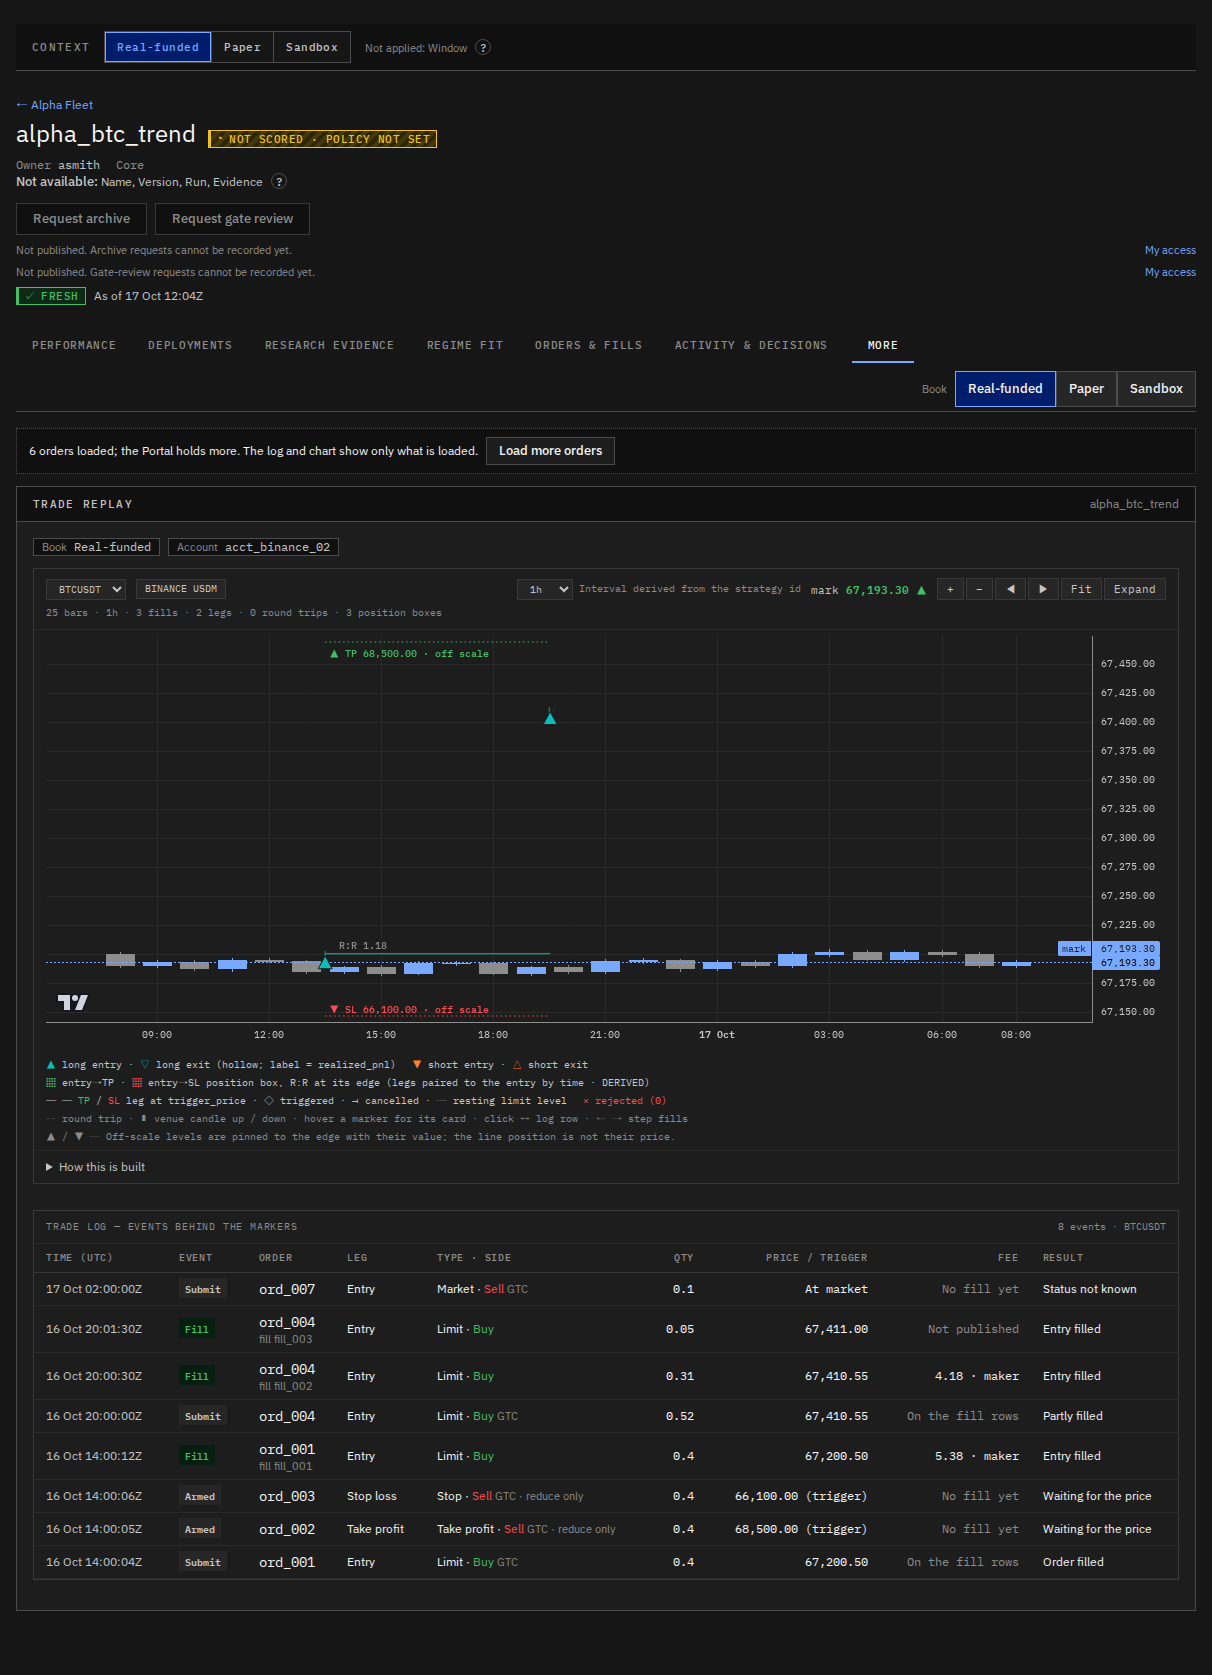 CONTEXT Real-funded Paper Sandbox Not applied: Window ?
← Alpha Fleet
alpha_btc_trend NOT SCORED · POLICY NOT SET
Owner asmith Core
Not available: Name, Version, Run, Evidence ?
Request archive Request gate review
Not published. Archive requests cannot be recorded yet. My access
Not published. Gate-review requests cannot be recorded yet. My access
✓ FRESH As of 17 Oct 12:04Z
PERFORMANCE DEPLOYMENTS RESEARCH EVIDENCE REGIME FIT ORDERS & FILLS ACTIVITY & DECISIONS MORE
Book Real-funded Paper Sandbox
6 orders loaded; the Portal holds more. The log and chart show only what is loaded. Load more orders
TRADE REPLAY alpha_btc_trend
Book Real-funded Account acct_binance_02
BTCUSDT BINANCE USDM 1h Interval derived from the strategy id mark 67,193.30 ▲ + − ◀ ▶ Fit Expand
25 bars · 1h · 3 fills · 2 legs · 0 round trips · 3 position boxes
▲ TP 68,500.00 · off scale
67,450.00
67,425.00
67,400.00
67,375.00
67,350.00
67,325.00
67,300.00
67,275.00
67,250.00
67,225.00
R:R 1.18
mark 67,193.30
67,193.30
67,175.00
▼ SL 66,100.00 · off scale
67,150.00
09:00 12:00 15:00 18:00 21:00 17 Oct 03:00 06:00 08:00
▲ long entry · ▽ long exit (hollow; label = realized_pnl) ▼ short entry · △ short exit
entry→TP · entry→SL position box, R:R at its edge (legs paired to the entry by time · DERIVED)
— — TP / SL leg at trigger_price · ◇ triggered · → cancelled · ┈ resting limit level × rejected (0)
┈ round trip · ▮ venue candle up / down · hover a marker for its card · click ↔ log row · ← → step fills
▲ / ▼ ┈ Off-scale levels are pinned to the edge with their value; the line position is not their price.
▶ How this is built
TRADE LOG — EVENTS BEHIND THE MARKERS 8 events · BTCUSDT
TIME (UTC) EVENT ORDER LEG TYPE · SIDE QTY PRICE / TRIGGER FEE RESULT
17 Oct 02:00:00Z Submit ord_007 Entry Market · Sell GTC 0.1 At market No fill yet Status not known
16 Oct 20:01:30Z Fill ord_004 Entry Limit · Buy 0.05 67,411.00 Not published Entry filled
fill fill_003
16 Oct 20:00:30Z Fill ord_004 Entry Limit · Buy 0.31 67,410.55 4.18 · maker Entry filled
fill fill_002
16 Oct 20:00:00Z Submit ord_004 Entry Limit · Buy GTC 0.52 67,410.55 On the fill rows Partly filled
16 Oct 14:00:12Z Fill ord_001 Entry Limit · Buy 0.4 67,200.50 5.38 · maker Entry filled
fill fill_001
16 Oct 14:00:06Z Armed ord_003 Stop loss Stop · Sell GTC · reduce only 0.4 66,100.00 (trigger) No fill yet Waiting for the price
16 Oct 14:00:05Z Armed ord_002 Take profit Take profit · Sell GTC · reduce only 0.4 68,500.00 (trigger) No fill yet Waiting for the price
16 Oct 14:00:04Z Submit ord_001 Entry Limit · Buy GTC 0.4 67,200.50 On the fill rows Order filled